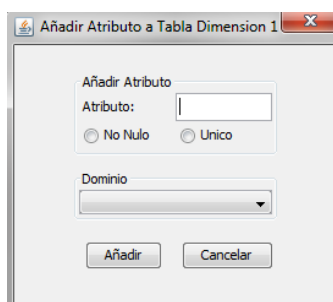 Añadir Atributo a Tabla Dimension 1
Añadir Atributo
Atributo:
No Nulo Unico
Dominio
Añadir Cancelar